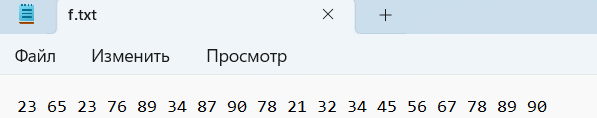 f.txt
Файл Изменить Просмотр
23 65 23 76 89 34 87 90 78 21 32 34 45 56 67 78 89 90